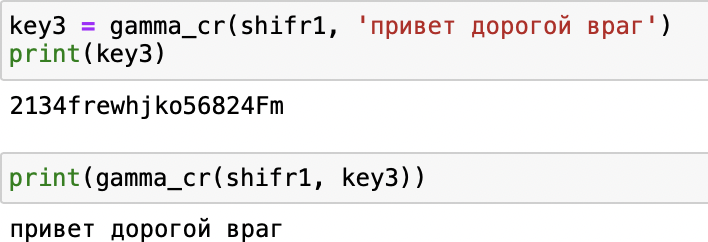 key3 = gamma_cr(shifr1, 'привет дорогой враг')
print(key3)
2134frewhjko56824Fm
print(gamma_cr(shifr1, key3))
привет дорогой враг